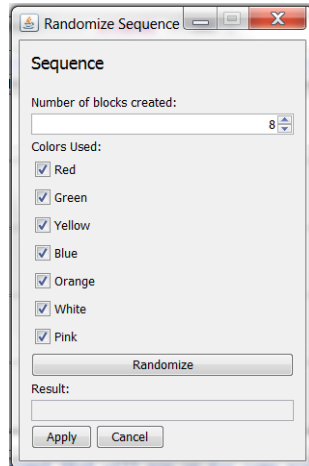 Randomize Sequence
Sequence
Number of blocks created:
8
Colors Used:
Red
Green
Yellow
Blue
Orange
White
Pink
Randomize
Result:
Apply Cancel